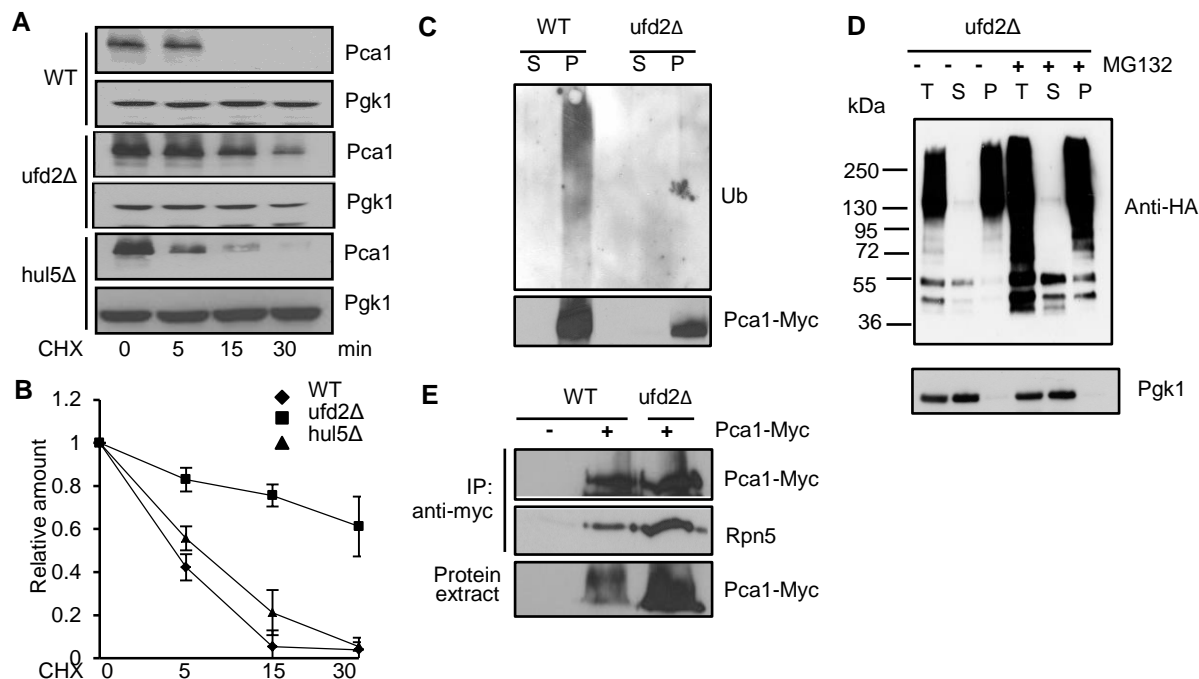 A
WT
Pca1
Pgk1
ufd2Δ
Pca1
Pgk1
hul5Δ
Pca1
Pgk1
CHX 0 5 15 30 min
B
WT
ufd2Δ
hul5Δ
Relative amount
1.2
1
0.8
0.6
0.4
0.2
0
CHX 0 5 15 30
C
WT ufd2Δ
S P S P
Ub
Pca1-Myc
D
ufd2Δ
- - - + + + MG132
kDa T S P T S P
250
130
95
72
55
36
Anti-HA
Pgk1
E
WT ufd2Δ
- + + Pca1-Myc
IP:
anti-myc
Pca1-Myc
Rpn5
Protein
extract
Pca1-Myc